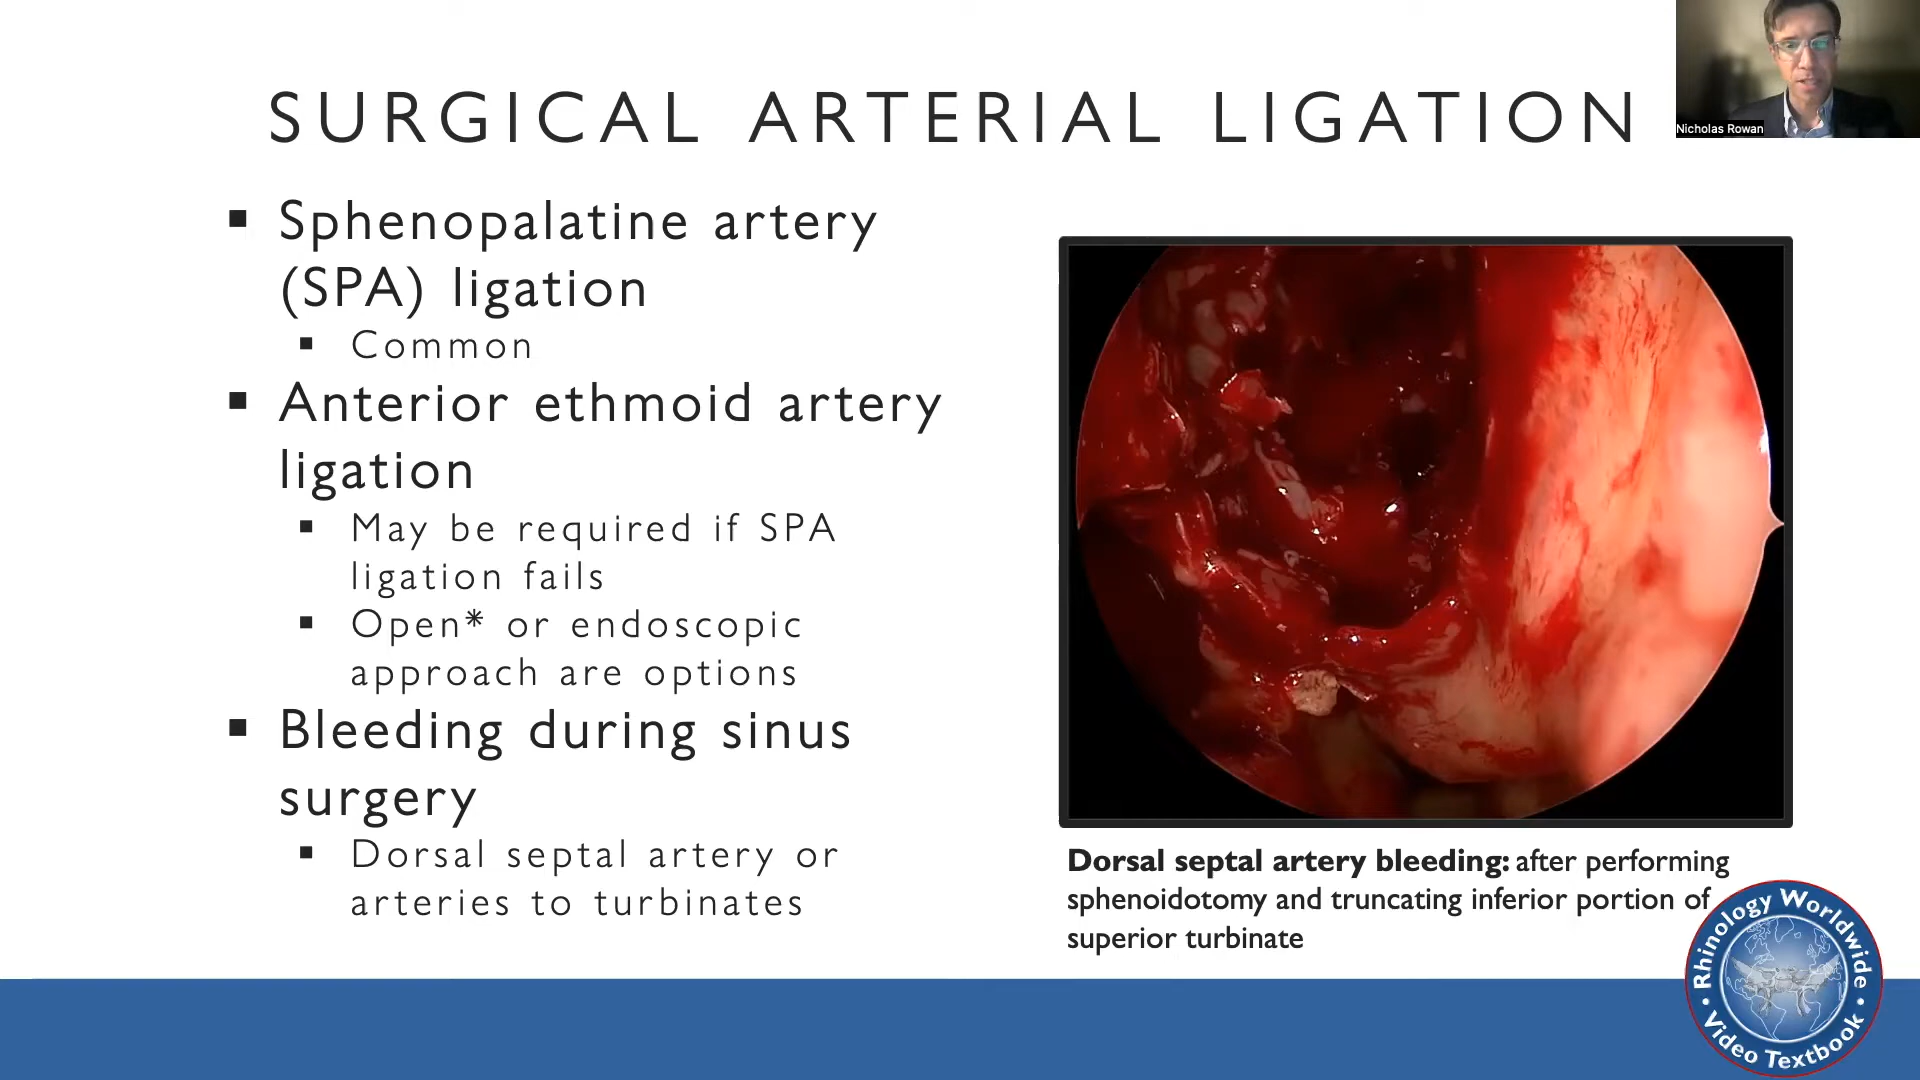 SURGICAL ARTERIAL LIGATION
Nicholas Rowan
▪ Sphenopalatine artery
(SPA) ligation
▪ Common
▪ Anterior ethmoid artery
ligation
▪ May be required if SPA
ligation fails
▪ Open* or endoscopic
approach are options
▪ Bleeding during sinus
surgery
▪ Dorsal septal artery or
arteries to turbinates
Dorsal septal artery bleeding: after performing
sphenoidotomy and truncating inferior portion of
superior turbinate
Rhinology Worldwide
• Video Textbook •